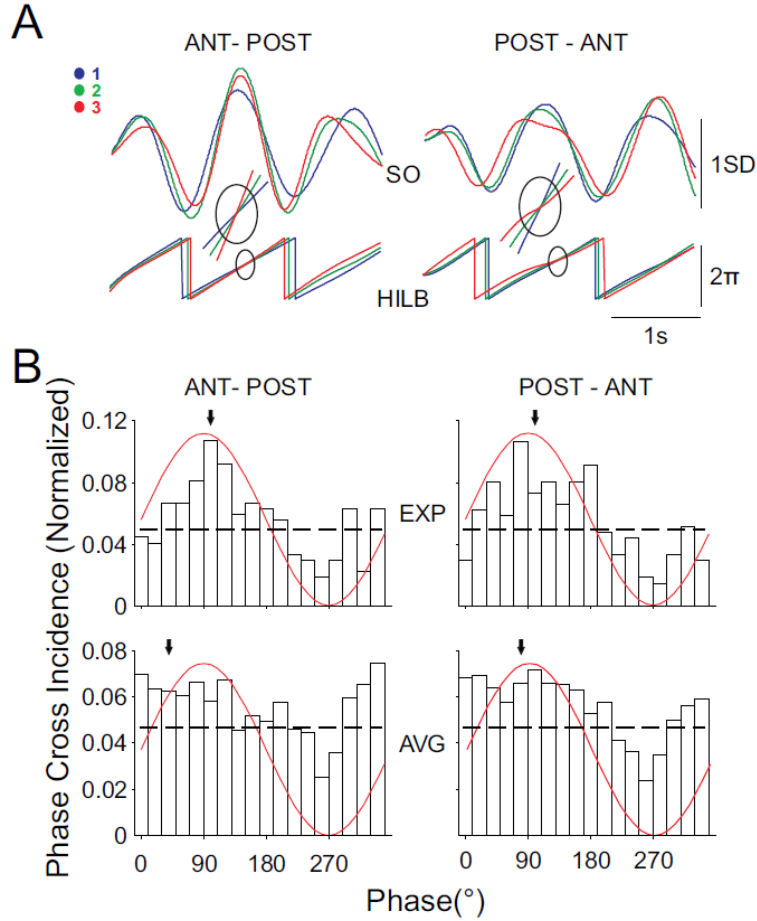 A
ANT- POST
POST - ANT
1
2
3
SO
1SD
HILB
2π
1s
B
ANT- POST
POST - ANT
Phase Cross Incidence (Normalized)
0.12
0.08
0.04
0
EXP
0.08
0.06
0.04
0.02
0
AVG
0 90 180 270
0 90 180 270
Phase(°)